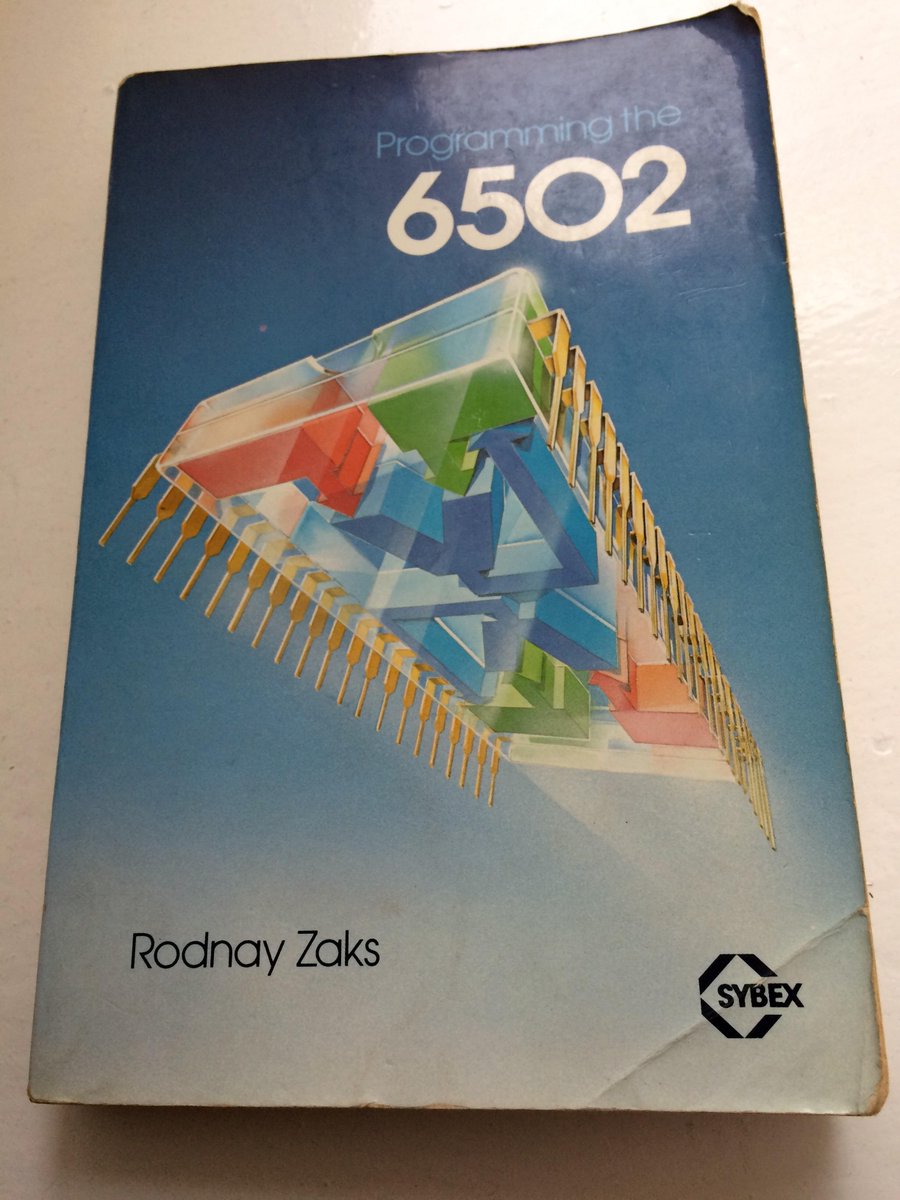 Programming the
6502
Rodnay Zaks
SYBEX